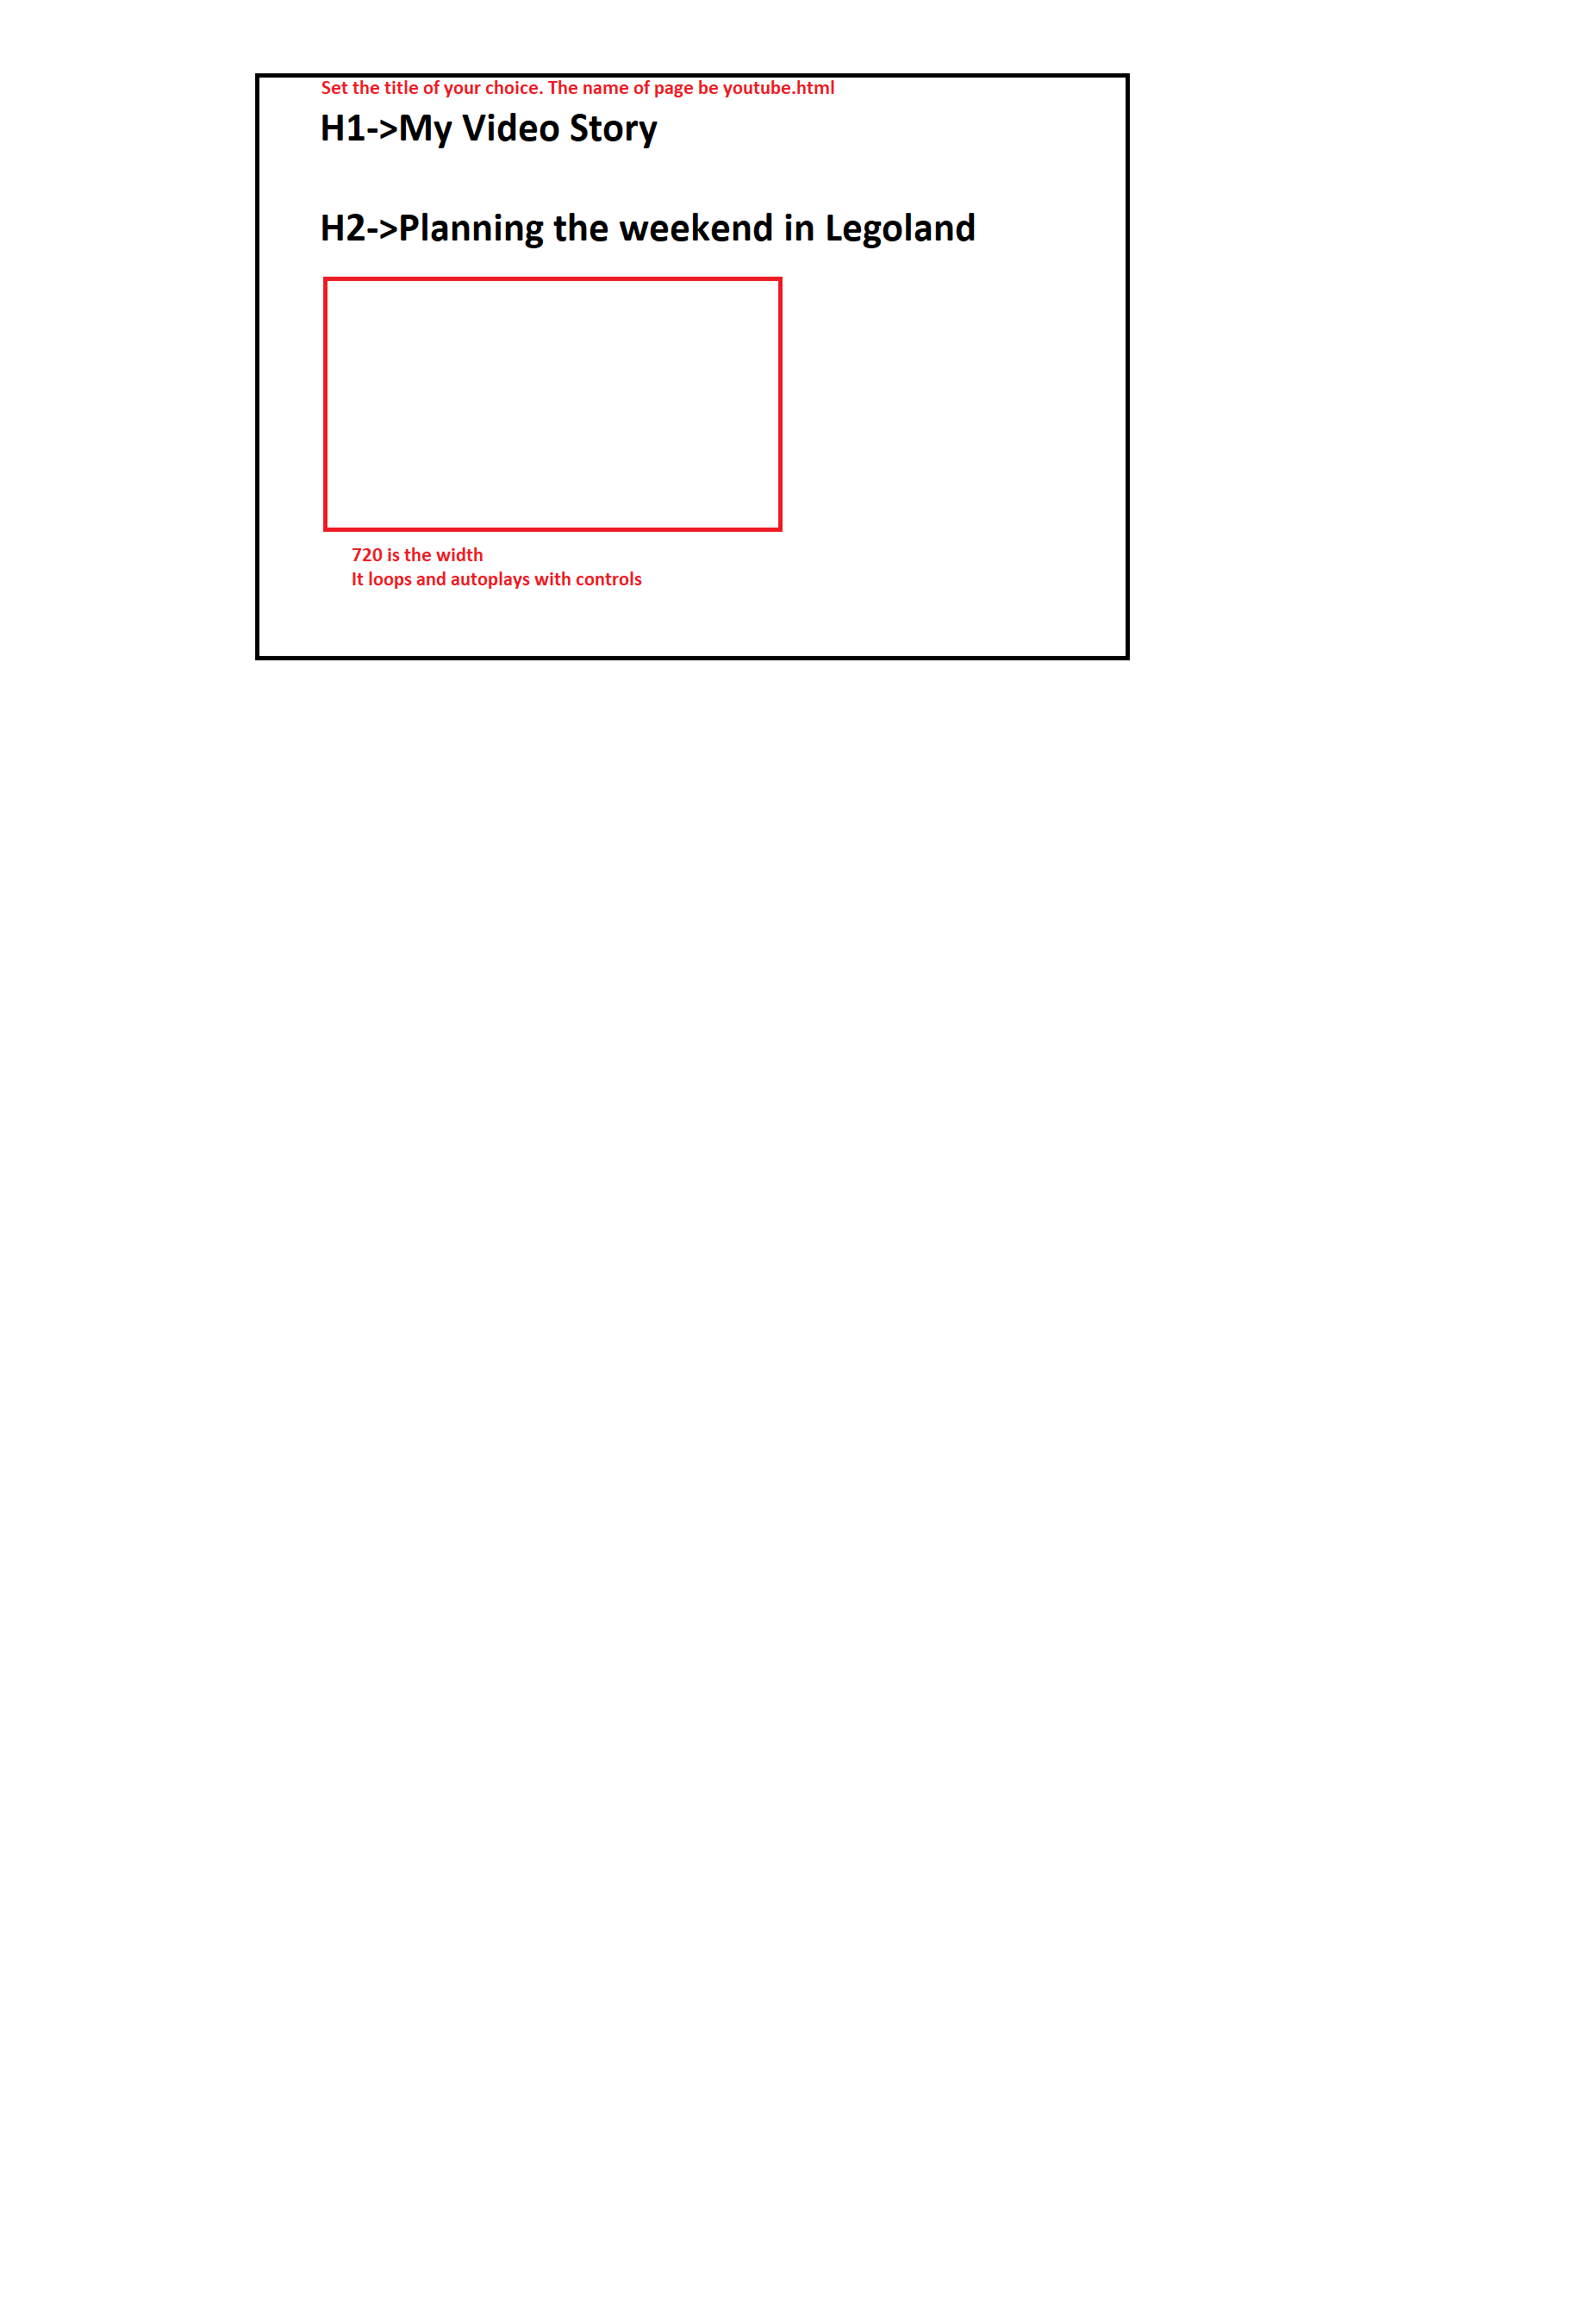 Set the title of your choice. The name of page be youtube.html
H1->My Video Story
H2->Planning the weekend in Legoland
720 is the width
It loops and autoplays with controls